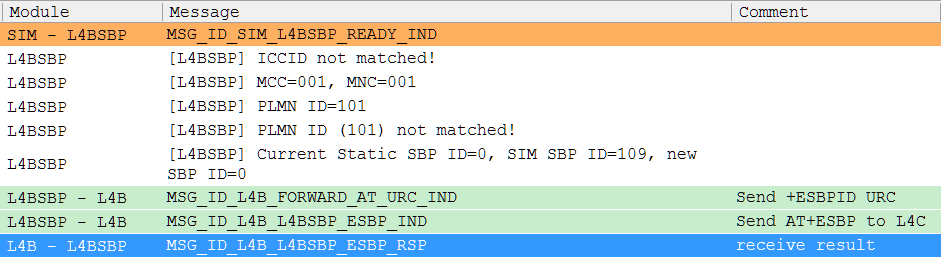 Module Message Comment
SIM - L4BSBP MSG_ID_SIM_L4BSBP_READY_IND
L4BSBP [L4BSBP] ICCID not matched!
L4BSBP [L4BSBP] MCC=001, MNC=001
L4BSBP [L4BSBP] PLMN ID=101
L4BSBP [L4BSBP] PLMN ID (101) not matched!
L4BSBP [L4BSBP] Current Static SBP ID=0, SIM SBP ID=109, new
SBP ID=0
L4BSBP - L4B MSG_ID_L4B_FORWARD_AT_URC_IND Send +ESBPID URC
L4BSBP - L4B MSG_ID_L4B_L4BSBP_ESBP_IND Send AT+ESBP to L4C
L4B - L4BSBP MSG_ID_L4B_L4BSBP_ESBP_RSP receive result